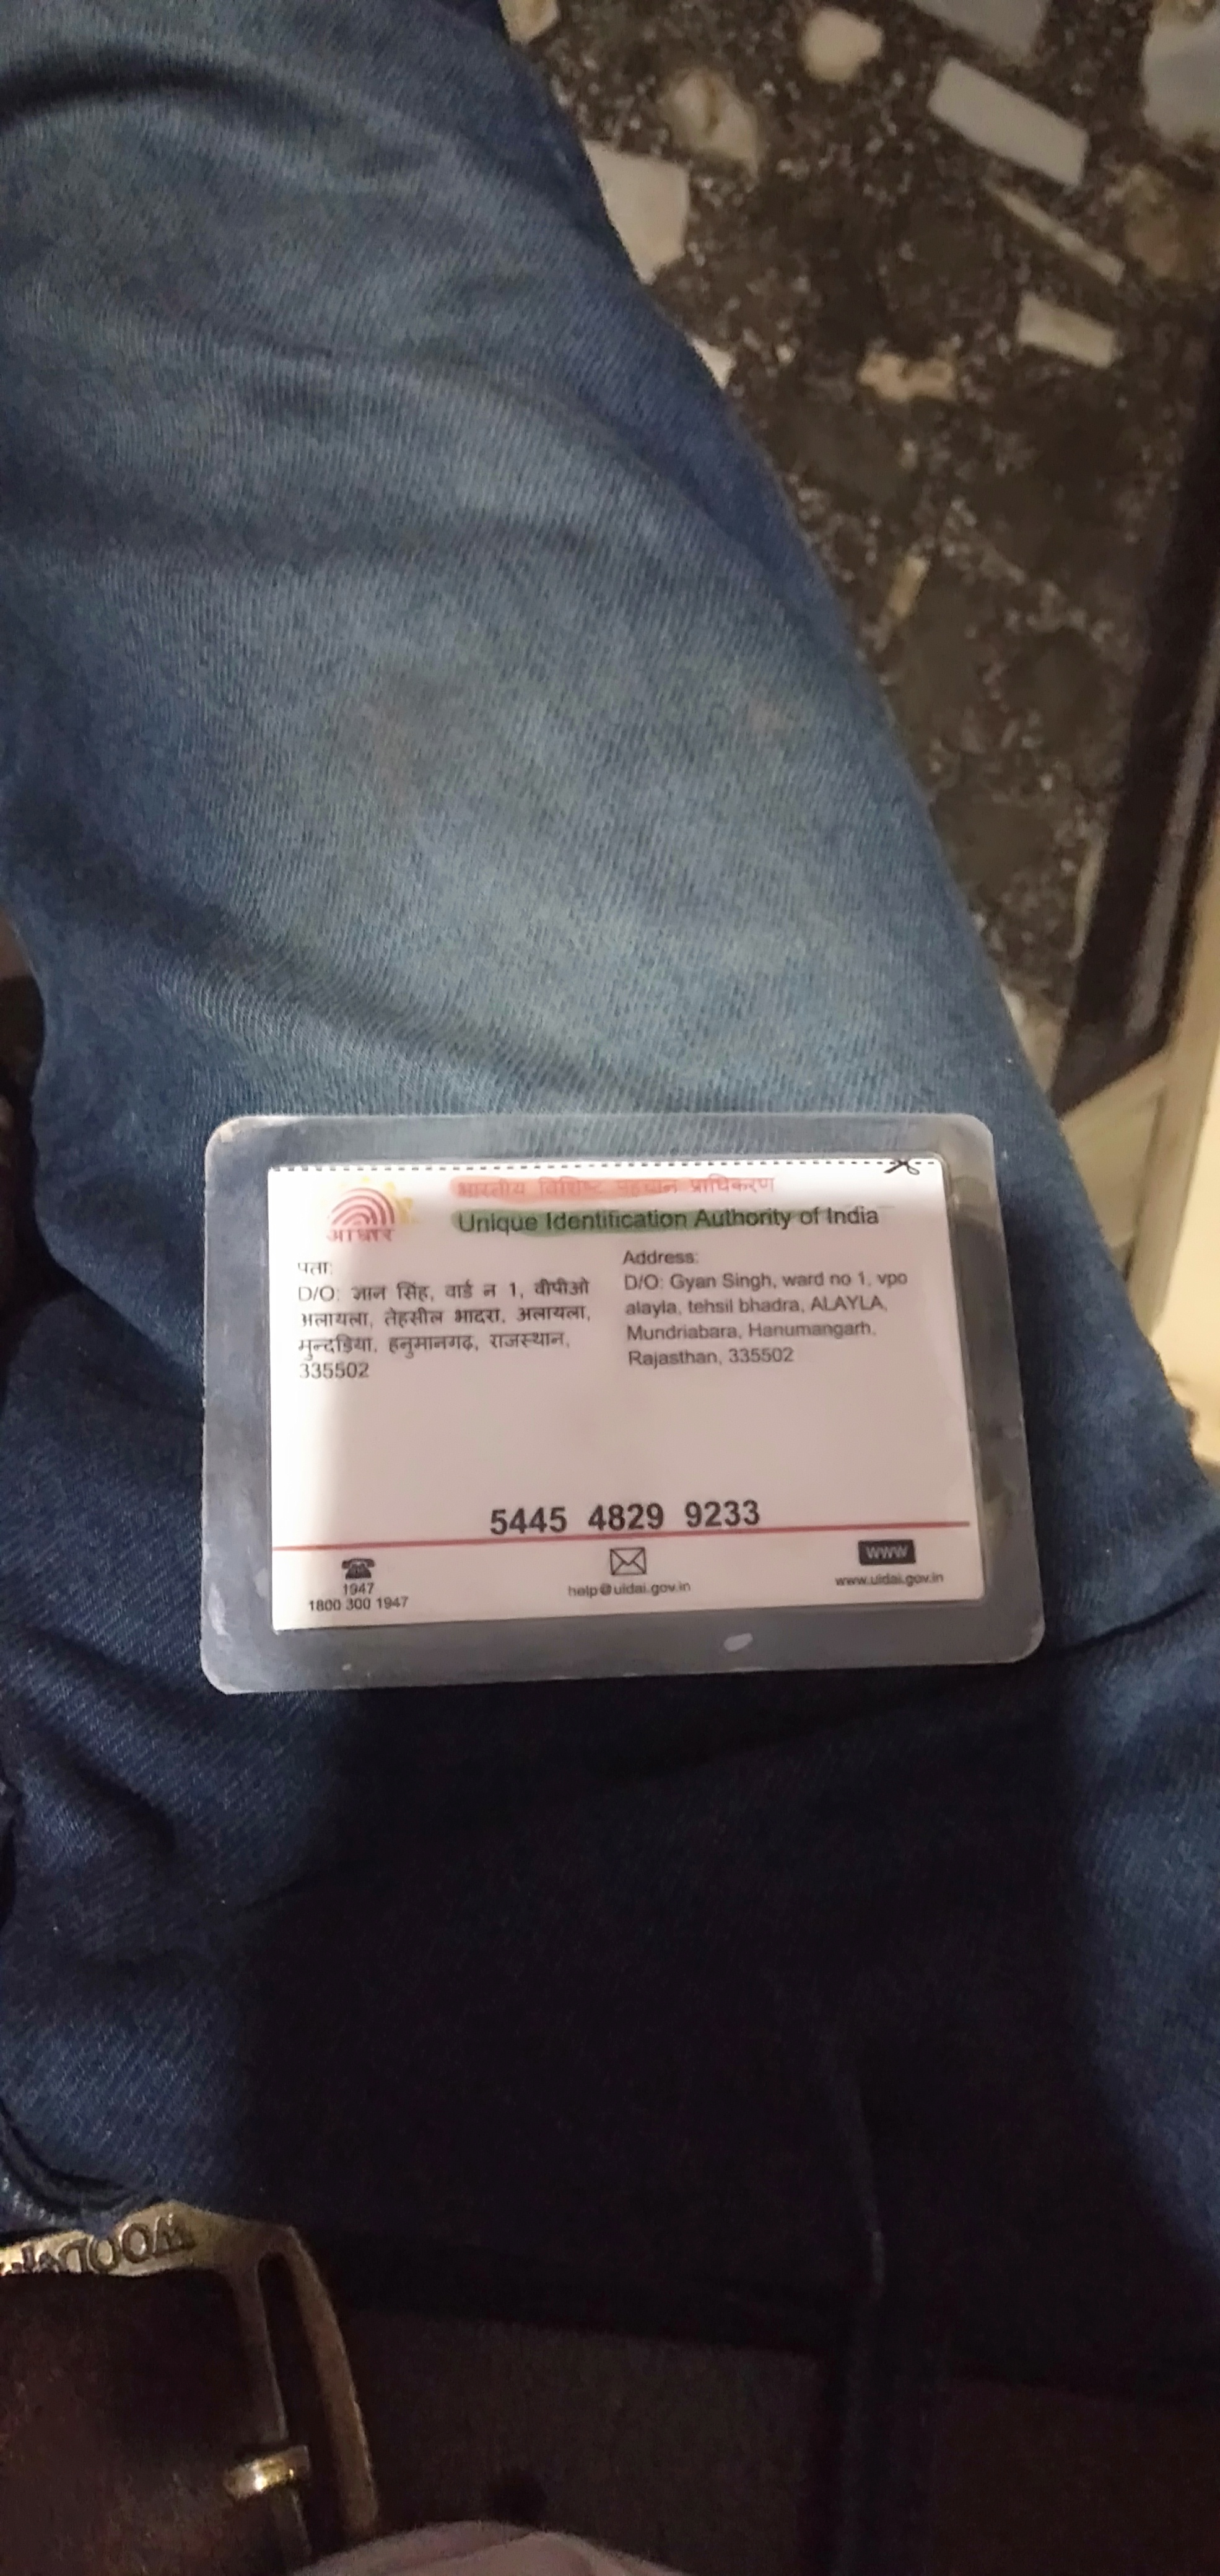 भारतीय विशिष्ट पहचान प्राधिकरण
Unique Identification Authority of India
आधार
पता:
D/O: ज्ञान सिंह, वार्ड न 1, वीपीओ
अलायला, तेहसील भादरा, अलायला,
मुन्दड़िया, हनुमानगढ़, राजस्थान,
335502
Address:
D/O: Gyan Singh, ward no 1, vpo
alayla, tehsil bhadra, ALAYLA,
Mundriabara, Hanumangarh,
Rajasthan, 335502
5445 4829 9233
1947
1800 300 1947
help@uidai.gov.in
WWW
www.uidai.gov.in